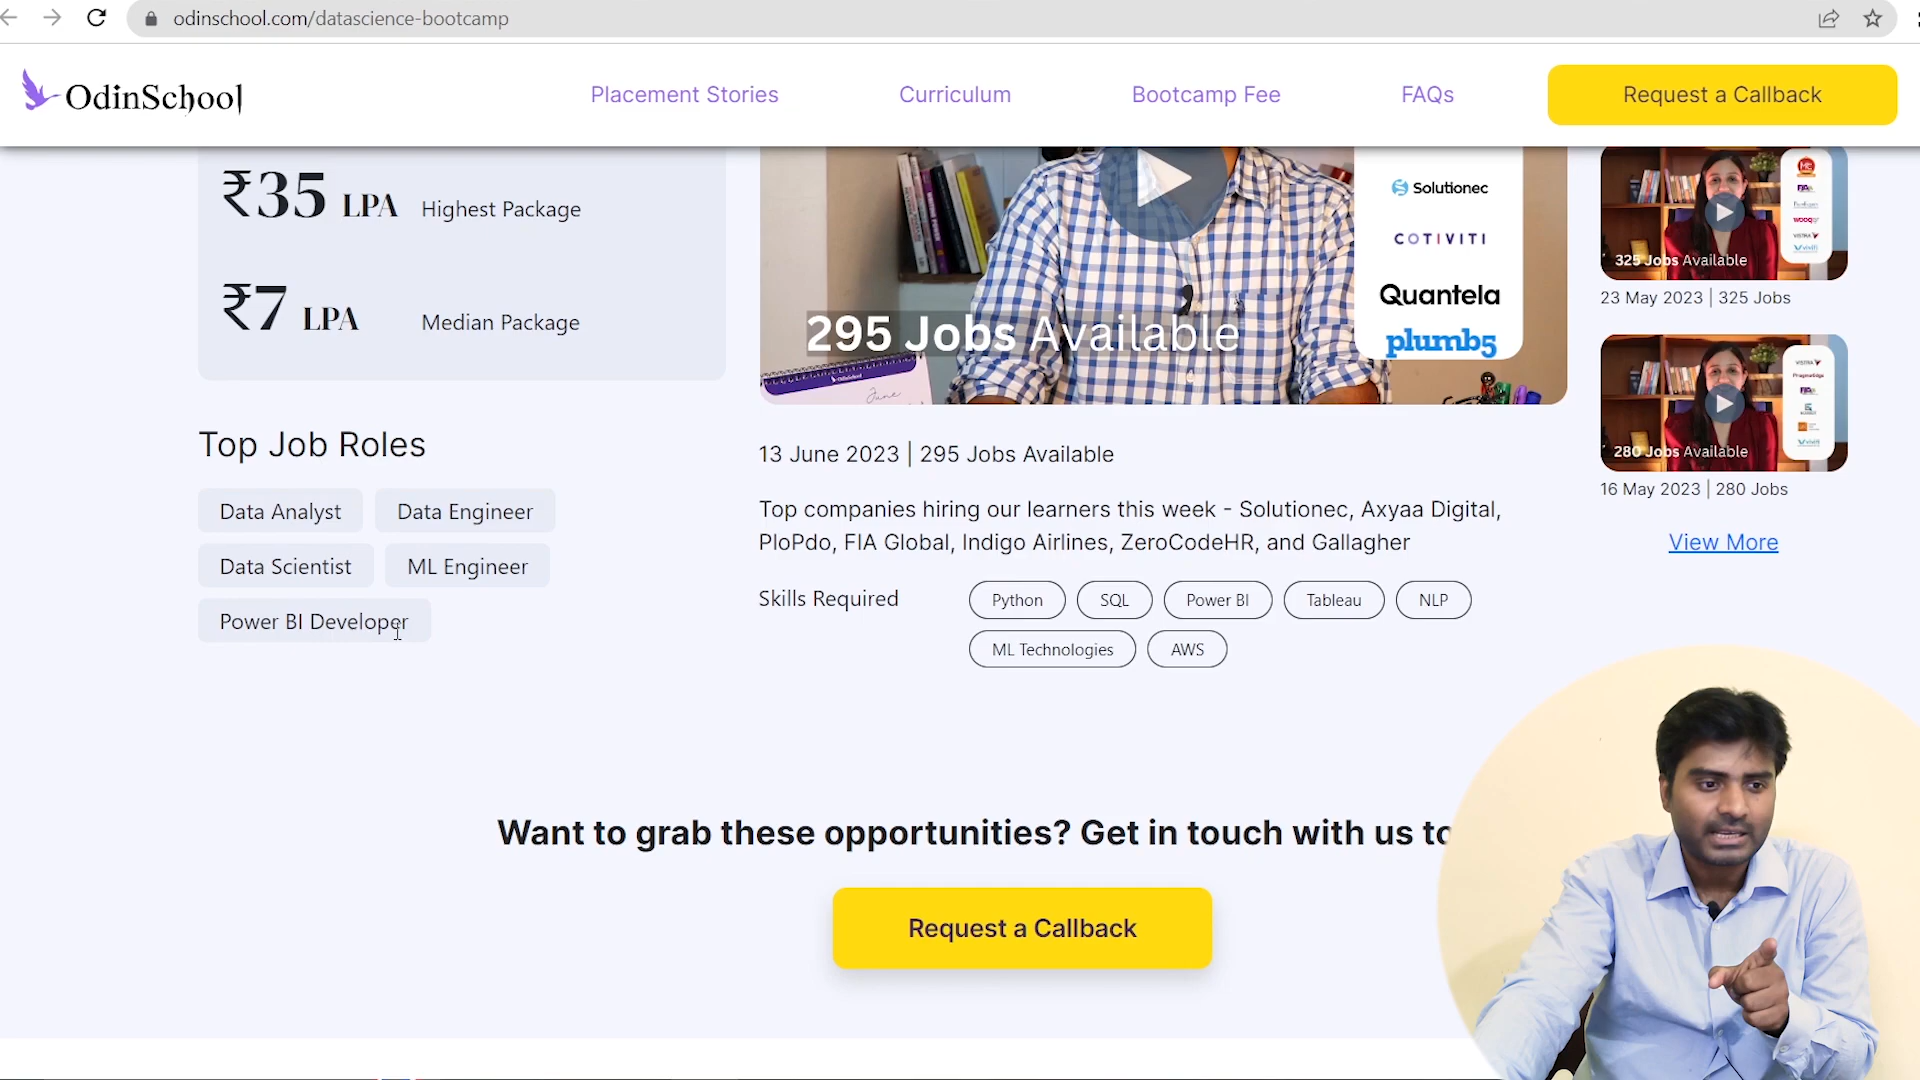 odinschool.com/datascience-bootcamp
OdinSchool
Placement Stories
Curriculum
Bootcamp Fee
FAQs
Request a Callback
₹35 LPA Highest Package
₹7 LPA Median Package
Top Job Roles
Data Analyst
Data Engineer
Data Scientist
ML Engineer
Power BI Developer
Solutionec
COTIVITI
Quantela
plumb5
295 Jobs Available
OdinSchool
June
13 June 2023 | 295 Jobs Available
Top companies hiring our learners this week - Solutionec, Axyaa Digital,
PloPdo, FIA Global, Indigo Airlines, ZeroCodeHR, and Gallagher
Skills Required
Python
SQL
Power BI
Tableau
NLP
ML Technologies
AWS
325 Jobs Available
23 May 2023 | 325 Jobs
280 Jobs Available
16 May 2023 | 280 Jobs
View More
Want to grab these opportunities? Get in touch with us
Request a Callback